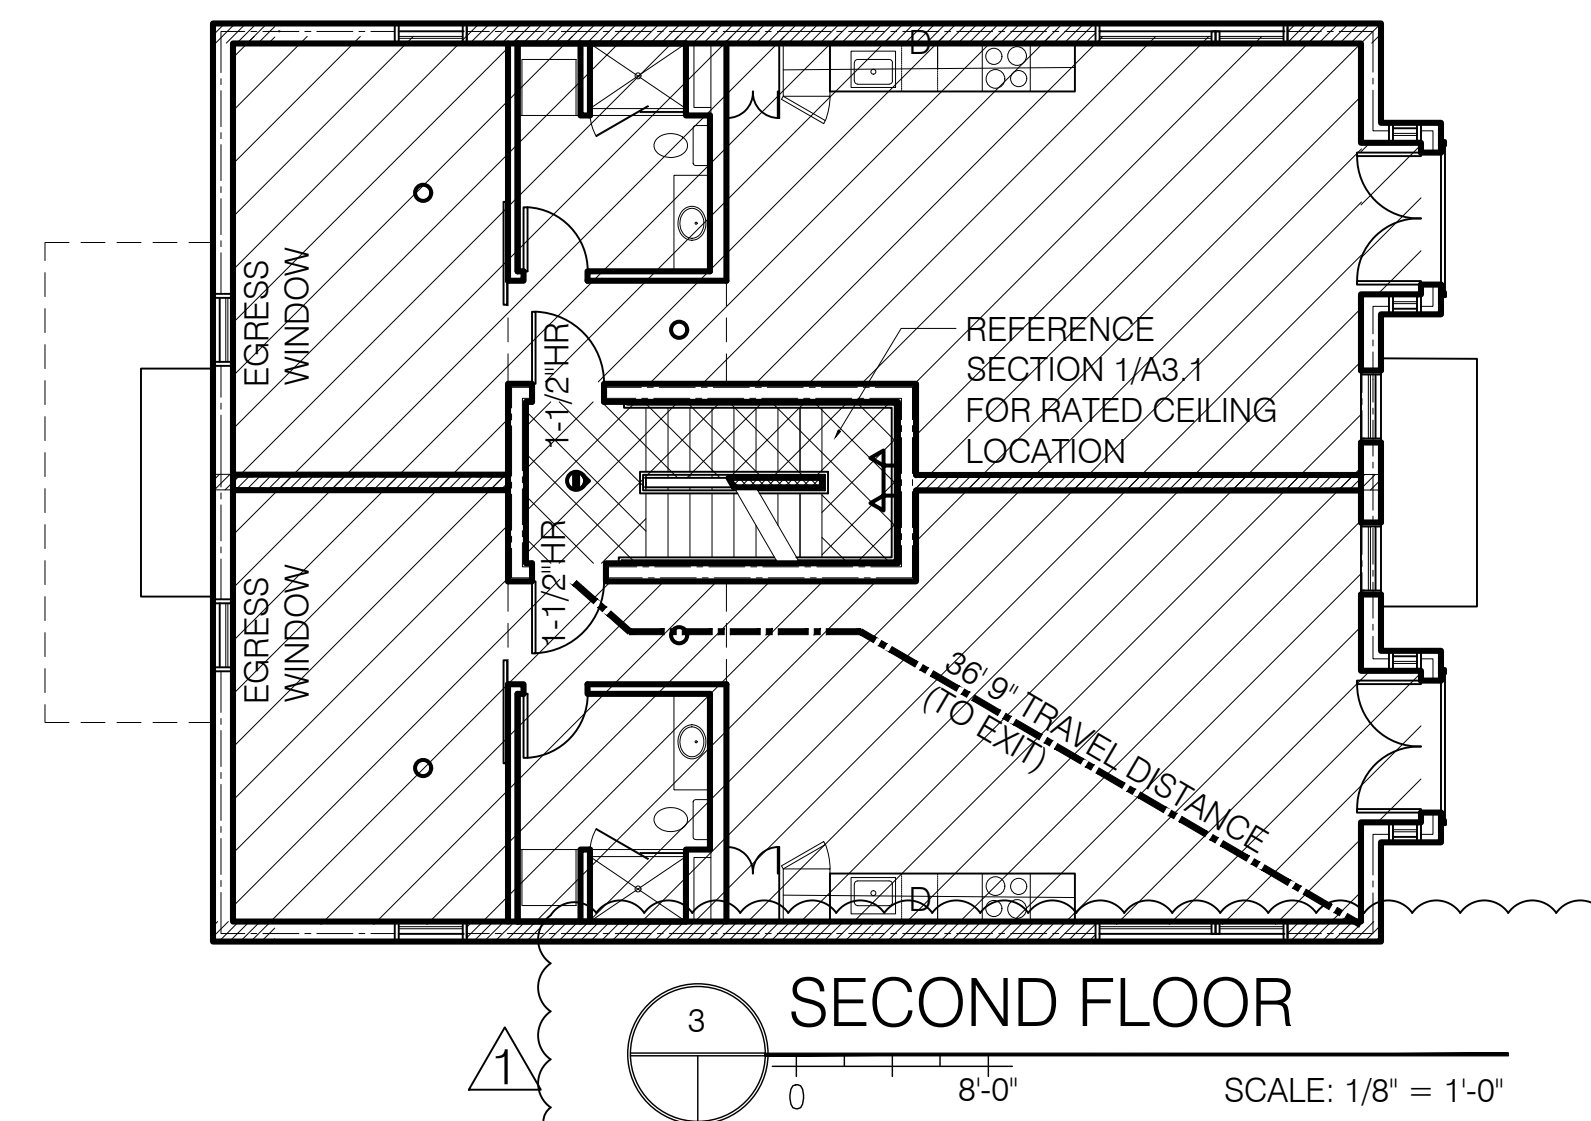 D
EGRESS
WINDOW
1-1/2"HR
REFERENCE
SECTION 1/A3.1
FOR RATED CEILING
LOCATION
1-1/2"HR
EGRESS
WINDOW
36' 9" TRAVEL DISTANCE
(TO EXIT)
D
SECOND FLOOR
3
1
0
8'-0"
SCALE: 1/8" = 1'-0"